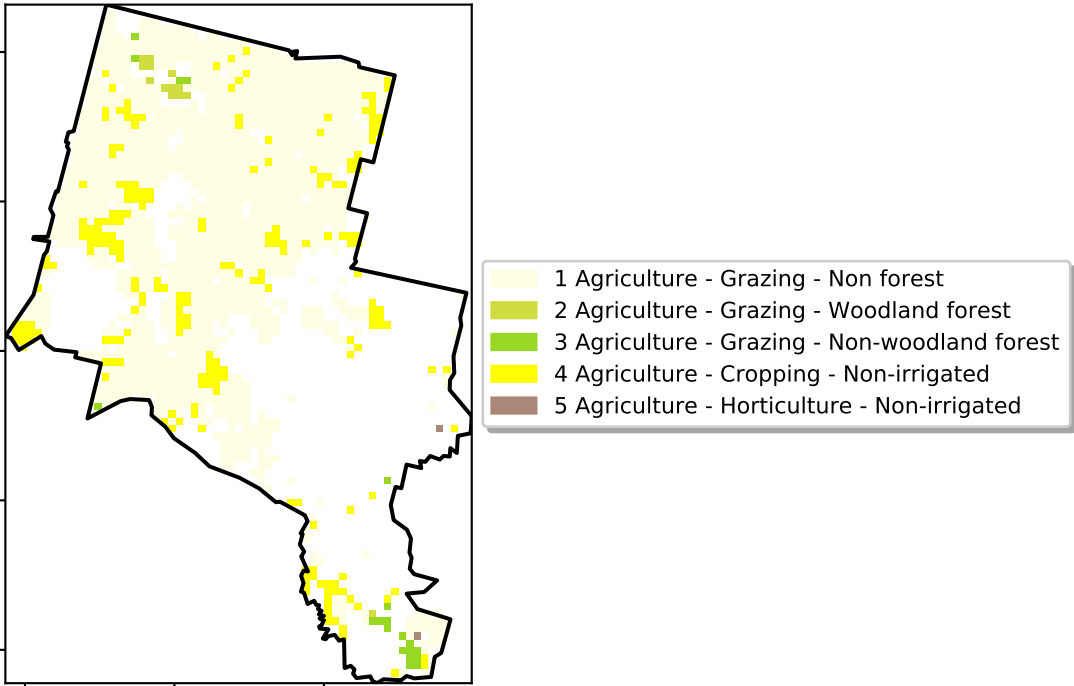 1 Agriculture - Grazing - Non forest
2 Agriculture - Grazing - Woodland forest
3 Agriculture - Grazing - Non-woodland forest
4 Agriculture - Cropping - Non-irrigated
5 Agriculture - Horticulture - Non-irrigated